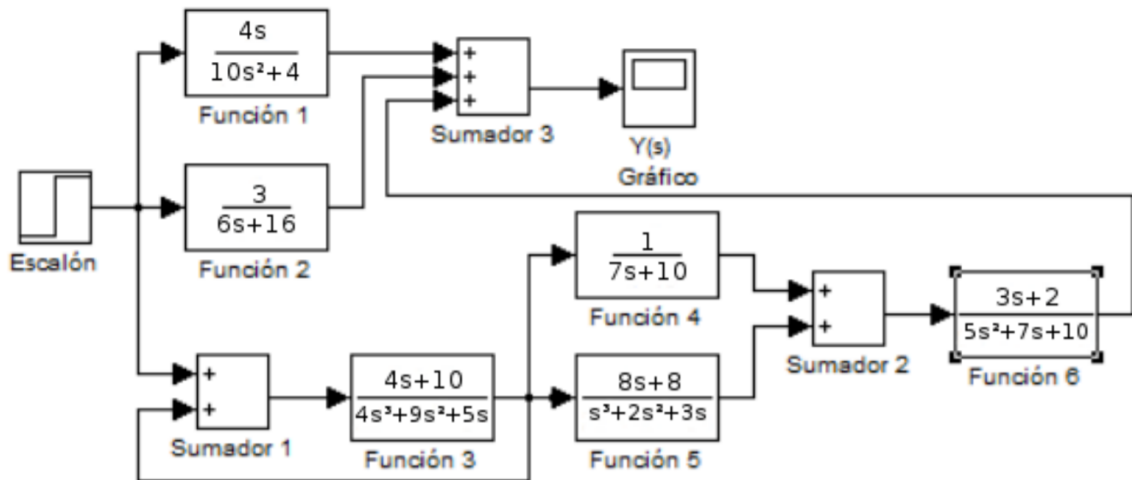 4s
10s²+4
Función 1
+
+
+
Sumador 3
Y(s)
Gráfico
3
6s+16
Función 2
Escalón
1
7s+10
Función 4
+
+
Sumador 2
3s+2
5s²+7s+10
Función 6
+
+
Sumador 1
4s+10
4s³+9s²+5s
Función 3
8s+8
s³+2s²+3s
Función 5